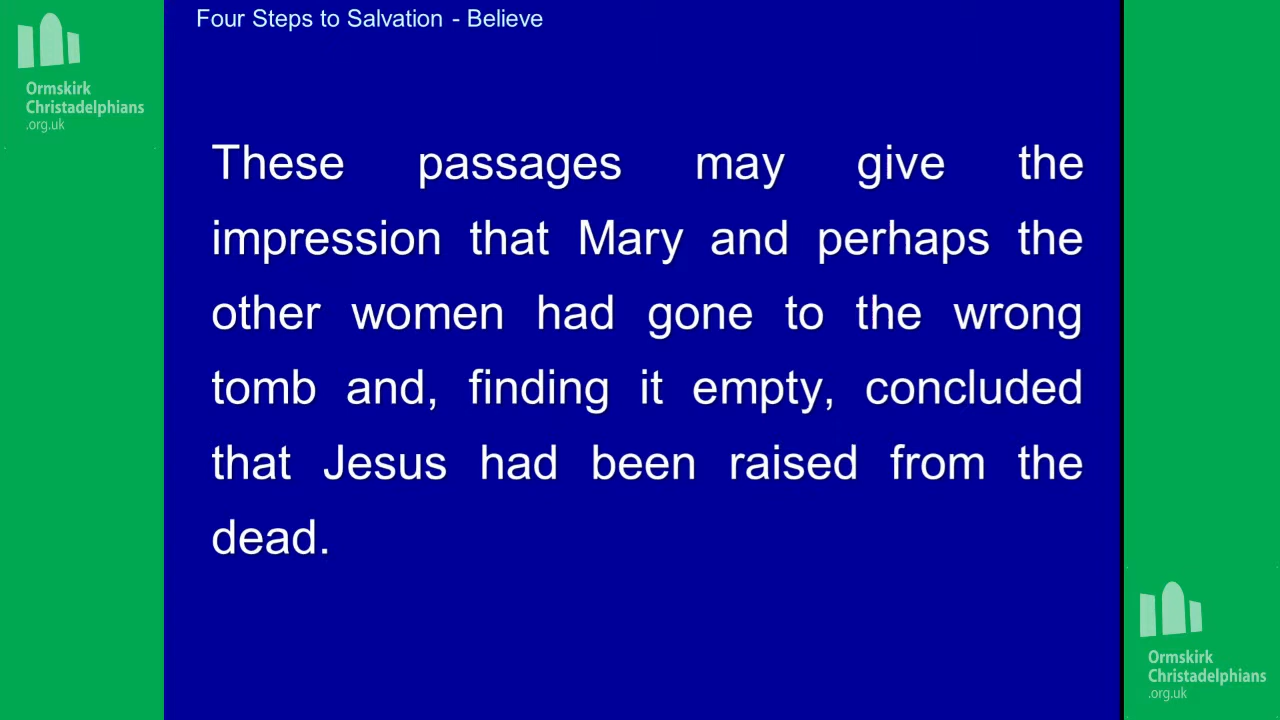 Four Steps to Salvation - Believe
Ormskirk
Christadelphians
.org.uk
These passages may give the
impression that Mary and perhaps the
other women had gone to the wrong
tomb and, finding it empty, concluded
that Jesus had been raised from the
dead.
Ormskirk
Christadelphians
.org.uk